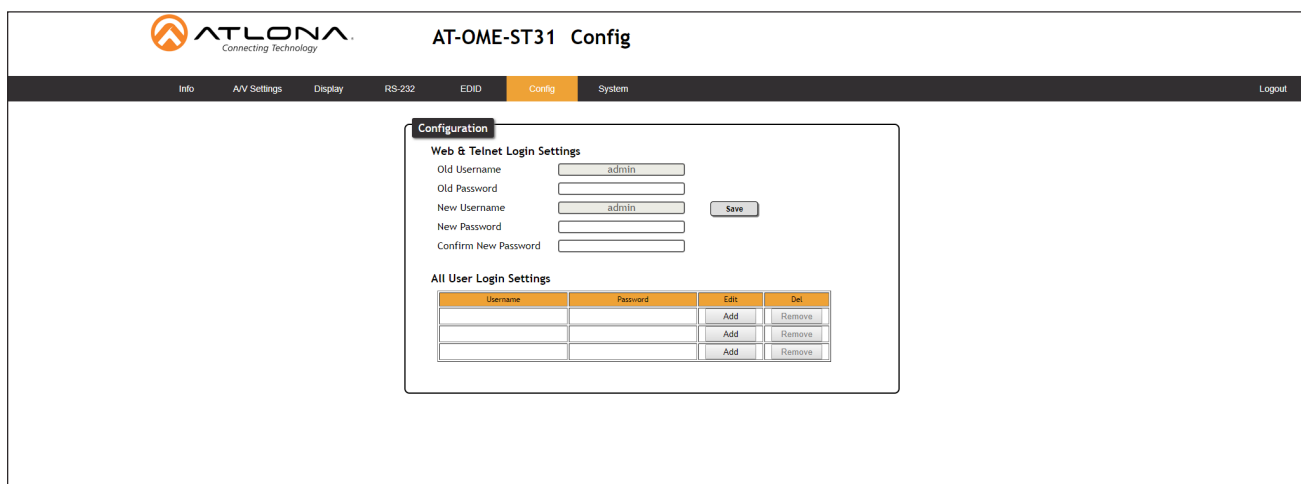 ATLONA.
Connecting Technology
AT-OME-ST31 Config
Info A/V Settings Display RS-232 EDID Config System Logout
Configuration
Web & Telnet Login Settings
Old Username admin
Old Password
New Username admin Save
New Password
Confirm New Password
All User Login Settings
Username Password Edit Del
Add Remove
Add Remove
Add Remove